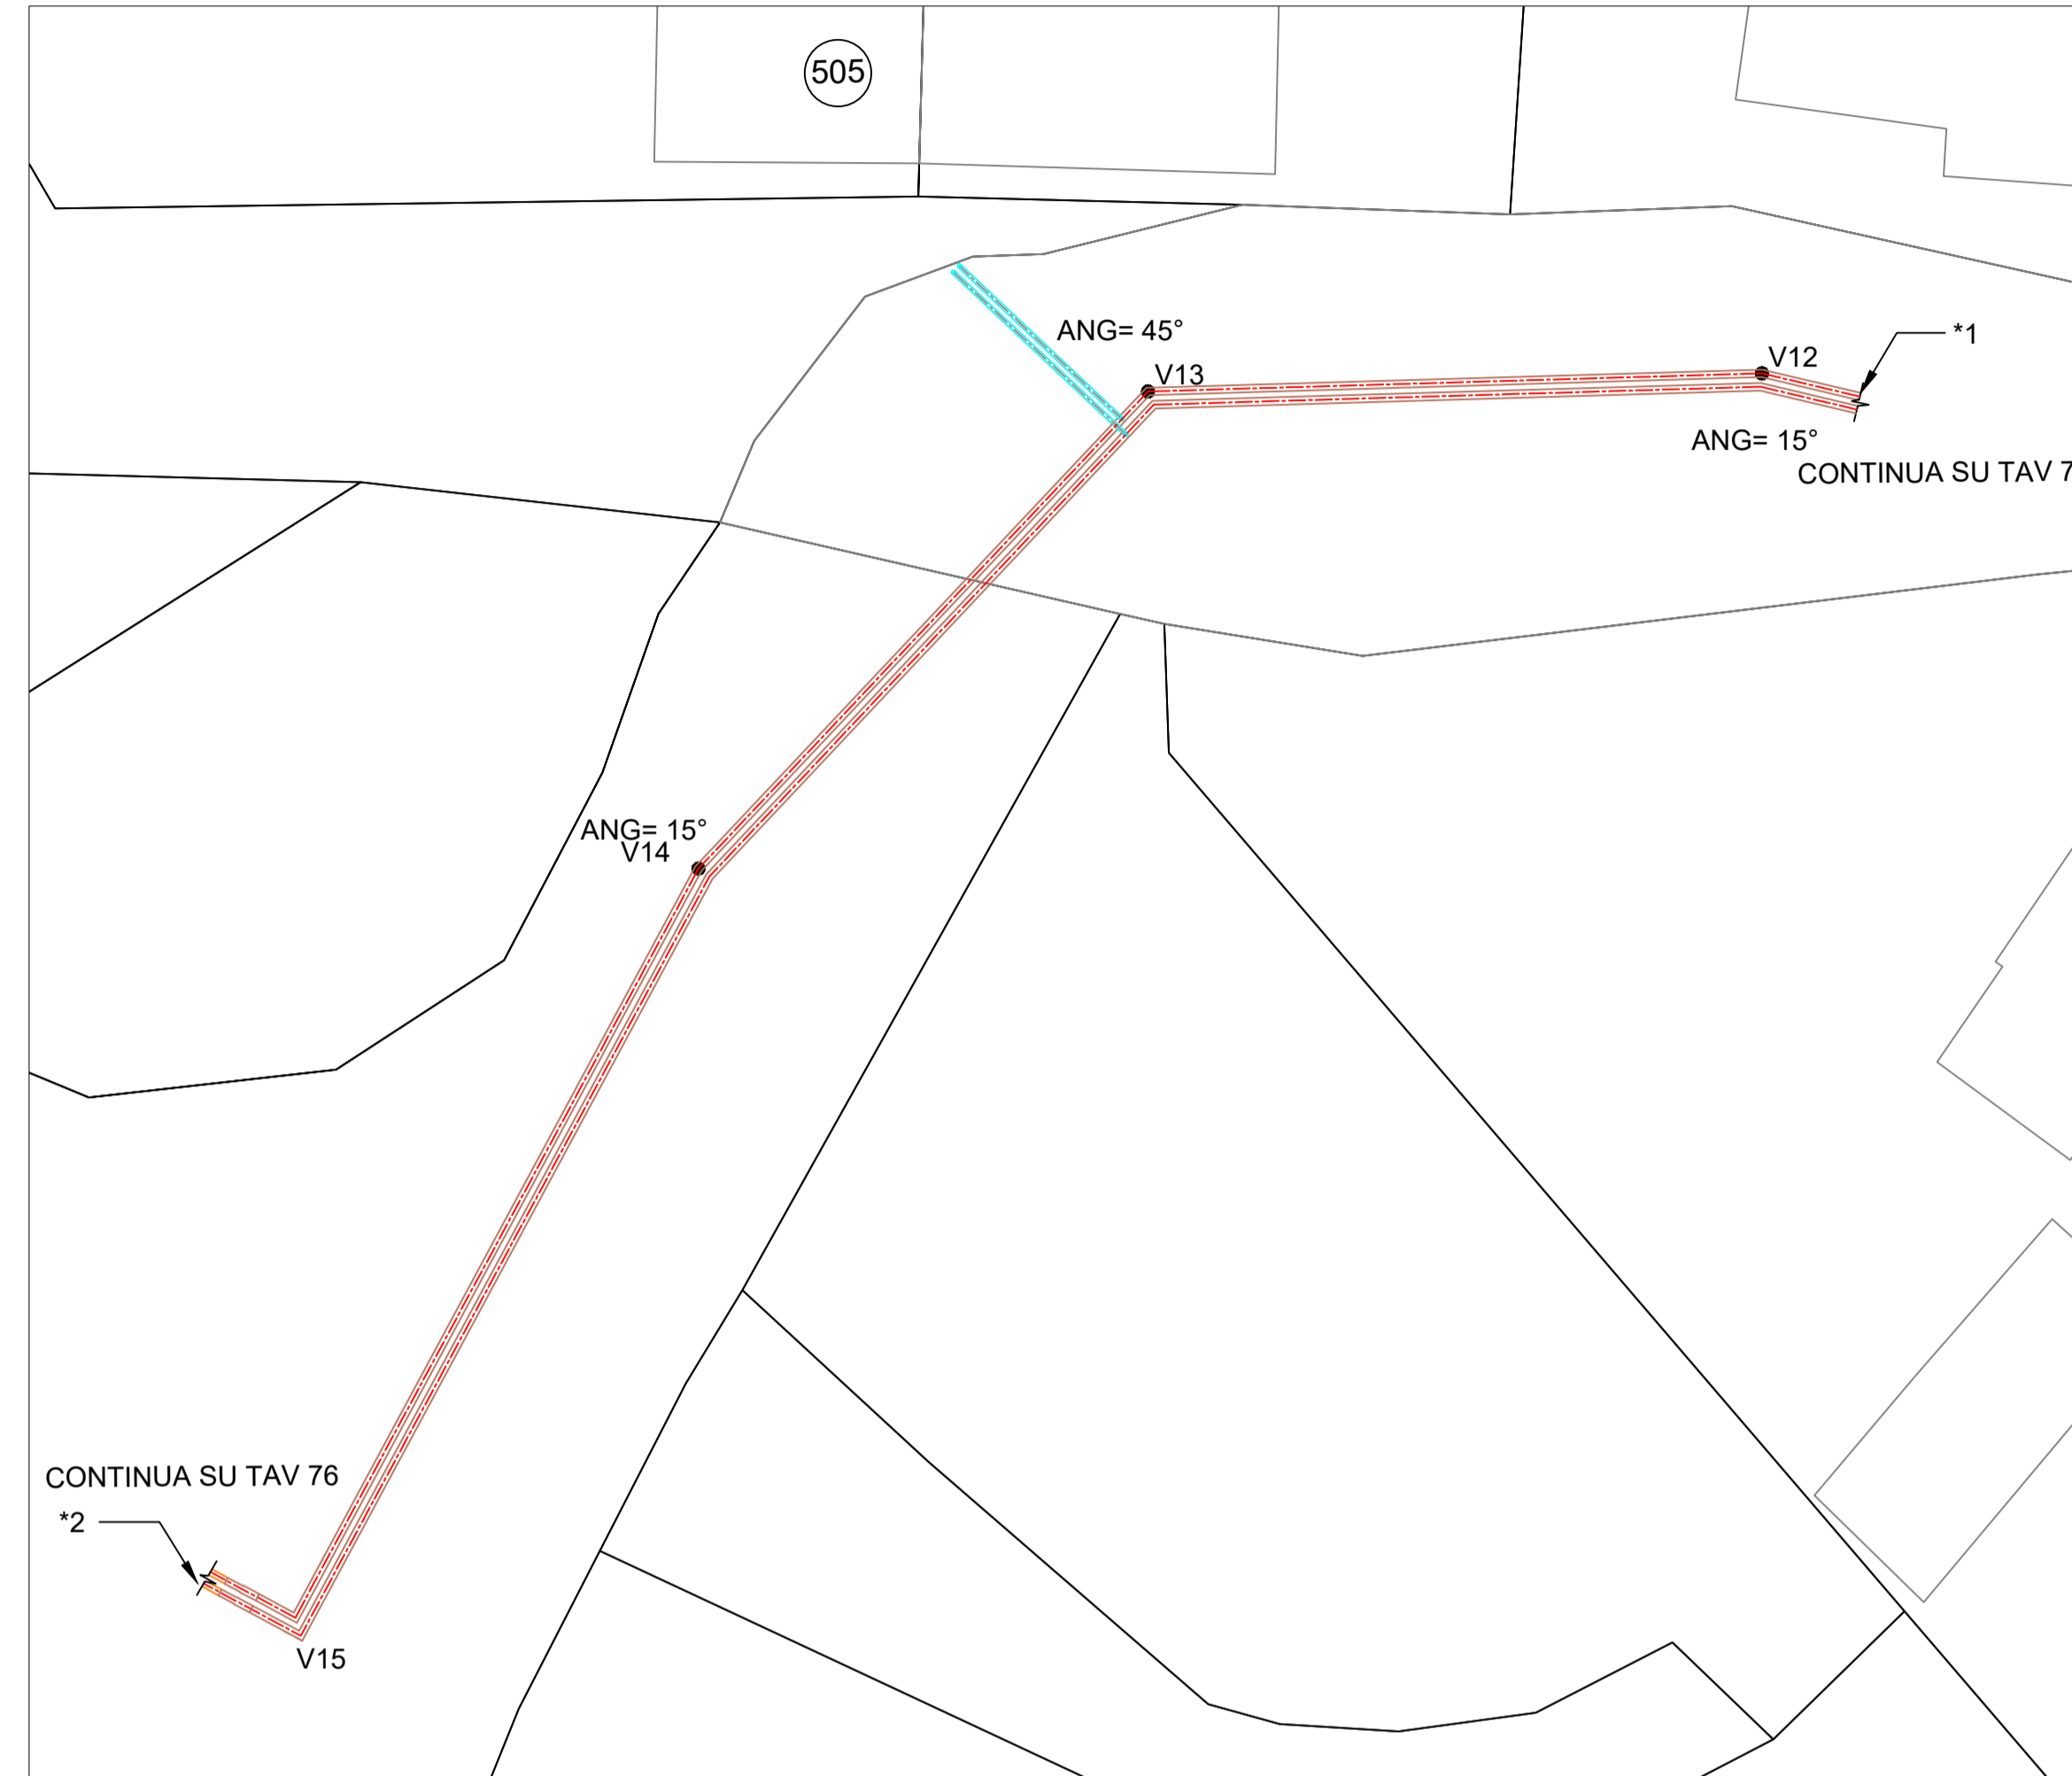 505
ANG= 45°
*1
V12
V13
ANG= 15°
CONTINUA SU TAV 7
ANG= 15°
V14
CONTINUA SU TAV 76
*2
V15